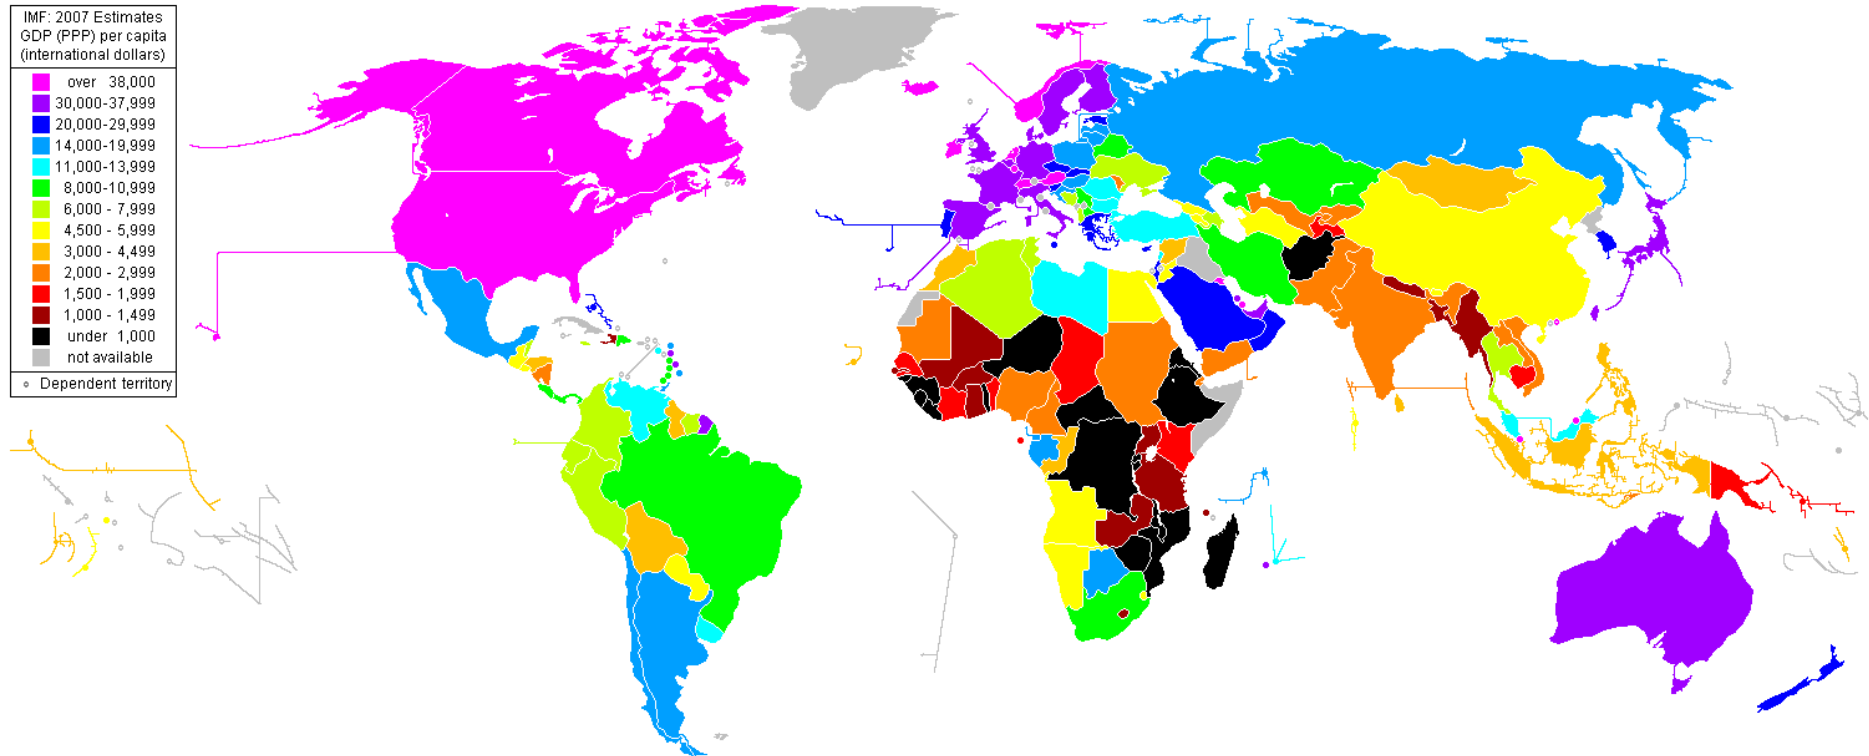 IMF: 2007 Estimates
GDP (PPP) per capita
(international dollars)
over 38,000
30,000-37,999
20,000-29,999
14,000-19,999
11,000-13,999
8,000-10,999
6,000 - 7,999
4,500 - 5,999
3,000 - 4,499
2,000 - 2,999
1,500 - 1,999
1,000 - 1,499
under 1,000
not available
Dependent territory